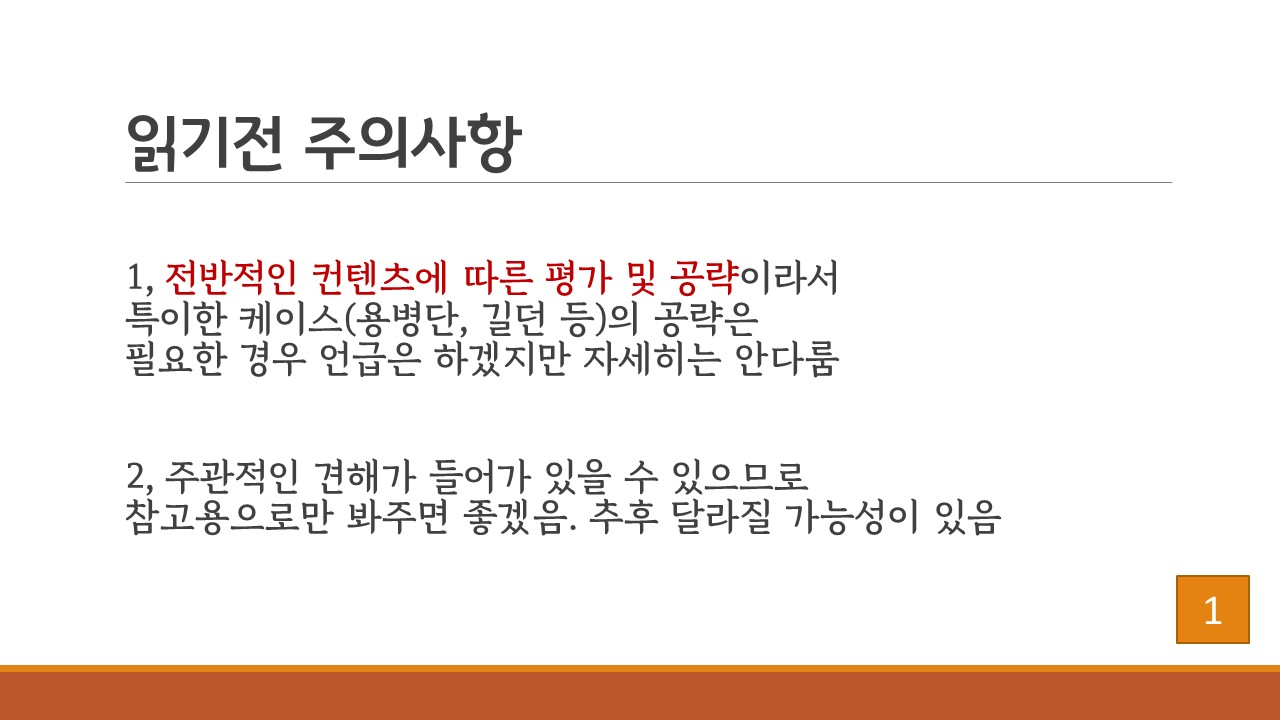 읽기전 주의사항
1, 전반적인 컨텐츠에 따른 평가 및 공략이라서
특이한 케이스(용병단, 길던 등)의 공략은
필요한 경우 언급은 하겠지만 자세히는 안다룸
2, 주관적인 견해가 들어가 있을 수 있으므로
참고용으로만 봐주면 좋겠음. 추후 달라질 가능성이 있음
1